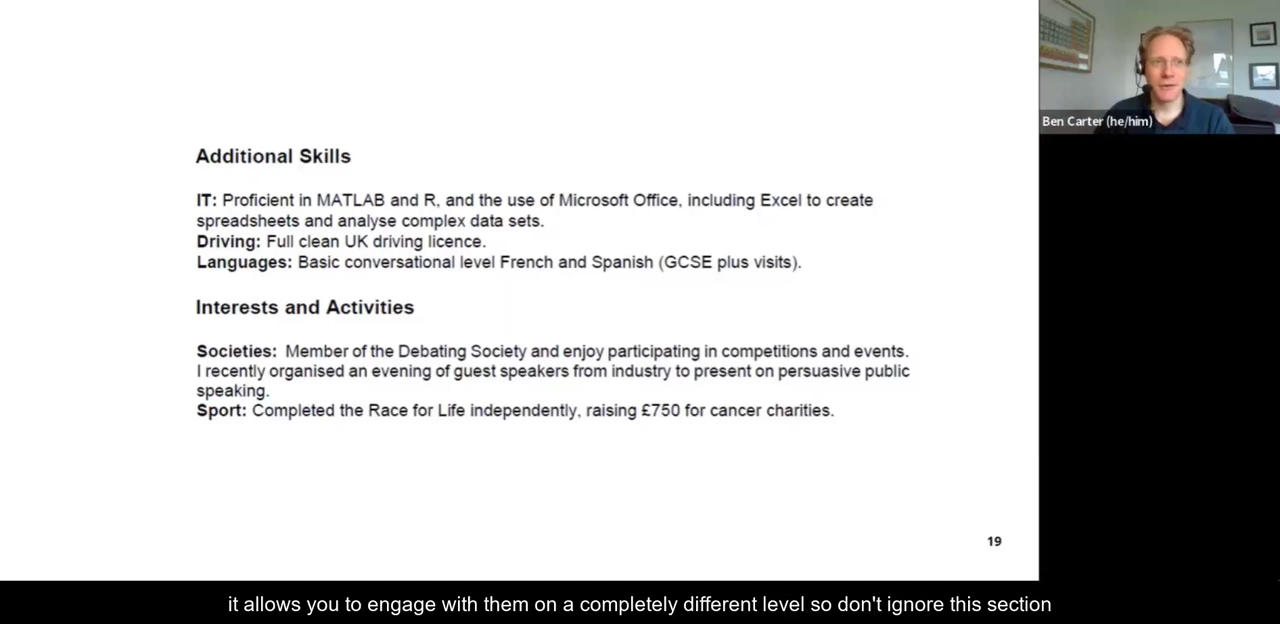 Additional Skills
IT: Proficient in MATLAB and R, and the use of Microsoft Office, including Excel to create
spreadsheets and analyse complex data sets.
Driving: Full clean UK driving licence.
Languages: Basic conversational level French and Spanish (GCSE plus visits).
Interests and Activities
Societies: Member of the Debating Society and enjoy participating in competitions and events.
I recently organised an evening of guest speakers from industry to present on persuasive public
speaking.
Sport: Completed the Race for Life independently, raising £750 for cancer charities.
19
Ben Carter (he/him)
it allows you to engage with them on a completely different level so don't ignore this section